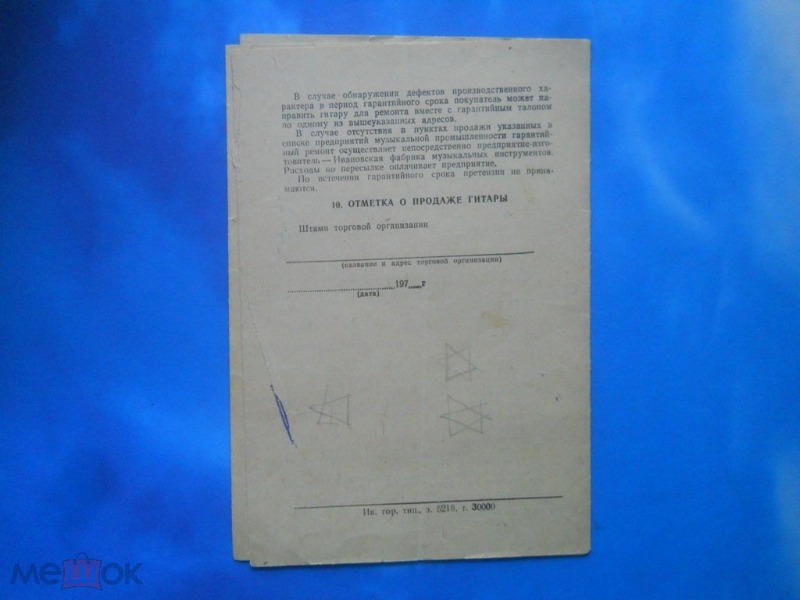 В случае обнаружения дефектов производственного ха-
рактера в период гарантийного срока покупатель может на-
править гитару для ремонта вместе с гарантийным талоном
по одному из вышеуказанных адресов.
В случае отсутствия в пунктах продажи указанных в
списке предприятий музыкальной промышленности гарантий-
ный ремонт осуществляет непосредственно предприятие-изго-
товитель — Ивановская фабрика музыкальных инструментов.
Расходы по пересылке оплачивает предприятие.
По истечении гарантийного срока претензии не прини-
маются.
10. ОТМЕТКА О ПРОДАЖЕ ГИТАРЫ
Штамп торговой организации
(название и адрес торговой организации)
197 г
(дата)
Ив. гор. тип., з. 5218, т. 30000
мешок